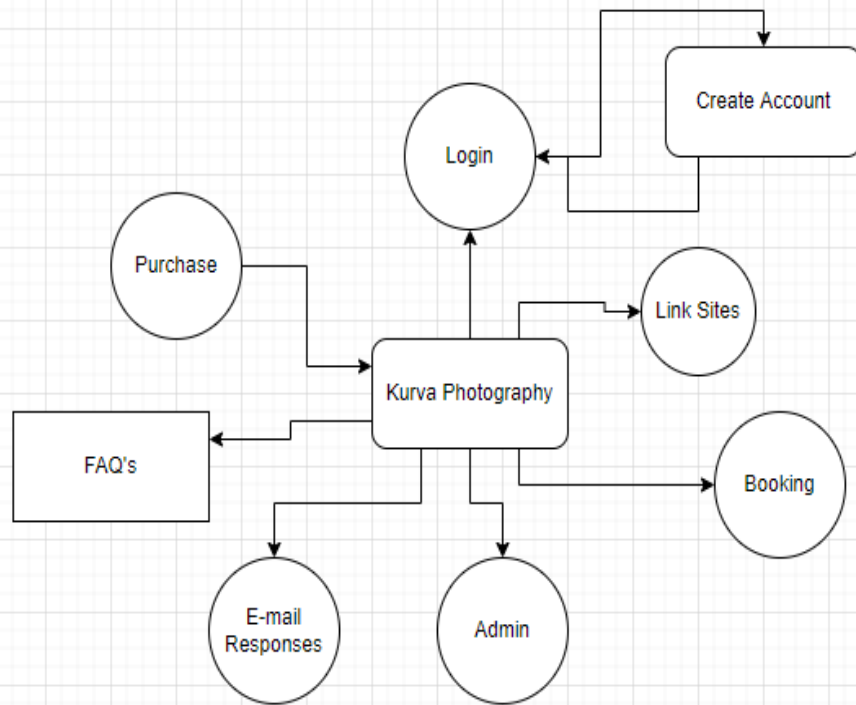 Create Account
Login
Purchase
Link Sites
Kurva Photography
FAQ's
Booking
E-mail
Responses
Admin